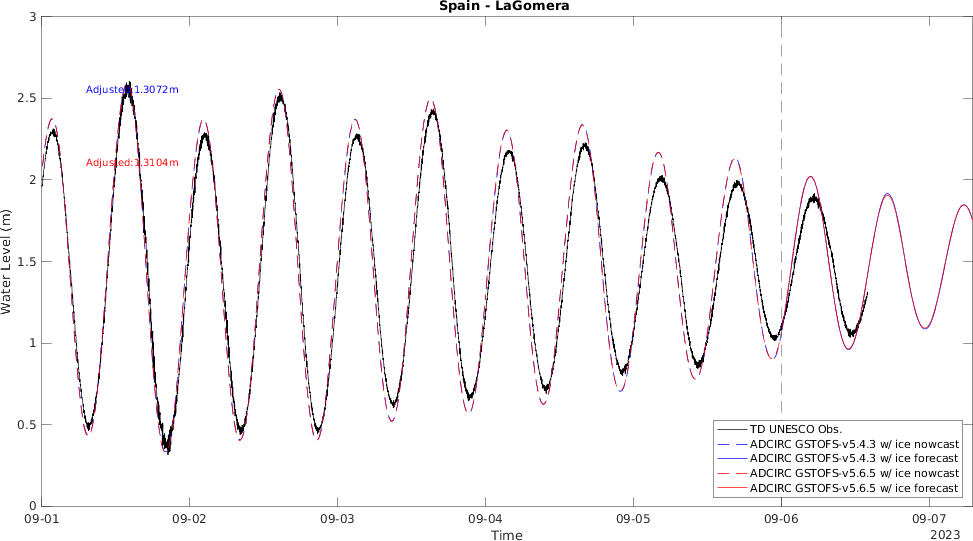 Spain - LaGomera
3
2.5
2
1.5
1
0.5
0
Water Level (m)
Adjusted:1.3072m
Adjusted:1.3104m
TD UNESCO Obs.
ADCIRC GSTOFS-v5.4.3 w/ ice nowcast
ADCIRC GSTOFS-v5.4.3 w/ ice forecast
ADCIRC GSTOFS-v5.6.5 w/ ice nowcast
ADCIRC GSTOFS-v5.6.5 w/ ice forecast
09-01 09-02 09-03 09-04 09-05 09-06 09-07
Time
2023